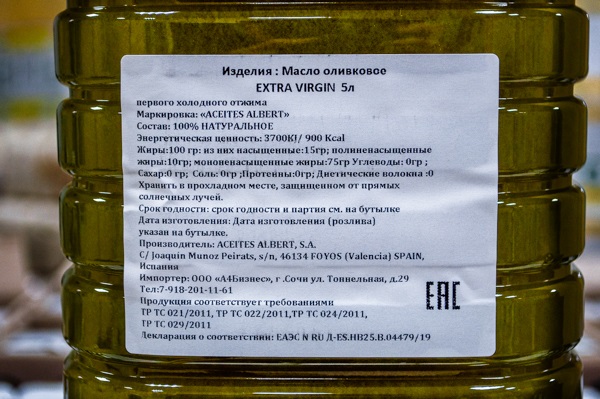 Изделия : Масло оливковое
EXTRA VIRGIN 5л
первого холодного отжима
Маркировка: «ACEITES ALBERT»
Состав: 100% НАТУРАЛЬНОЕ
Энергетическая ценность: 3700KJ/ 900 Kcal
Жиры:100 гр: из них насыщенные:15гр; полиненасыщенные
жиры:10гр; мононенасыщенные жиры:75гр Углеводы: 0гр ;
Сахар:0 гр; Соль: 0гр ;Протеины:0гр; Диетические волокна :0
Хранить в прохладном месте, защищенном от прямых
солнечных лучей.
Срок годности: срок годности и партия см. на бутылке
Дата изготовления: Дата изготовления (розлива)
указан на бутылке.
Производитель: ACEITES ALBERT, S.A.
C/ Joaquín Munoz Peirats, s/n, 46134 FOYOS (Valencia) SPAIN,
Испания
Импортер: ООО «А4Бизнес», г .Сочи ул. Тоннельная, д.29
Тел:7-918-201-11-61
Продукция соответствует требованиями
ТР ТС 021/2011, ТР ТС 022/2011,ТР ТС 024/2011,
ТР ТС 029/2011
Декларация о соответствии: ЕАЭС N RU Д-ES.НВ25.В.04479/19
EAC